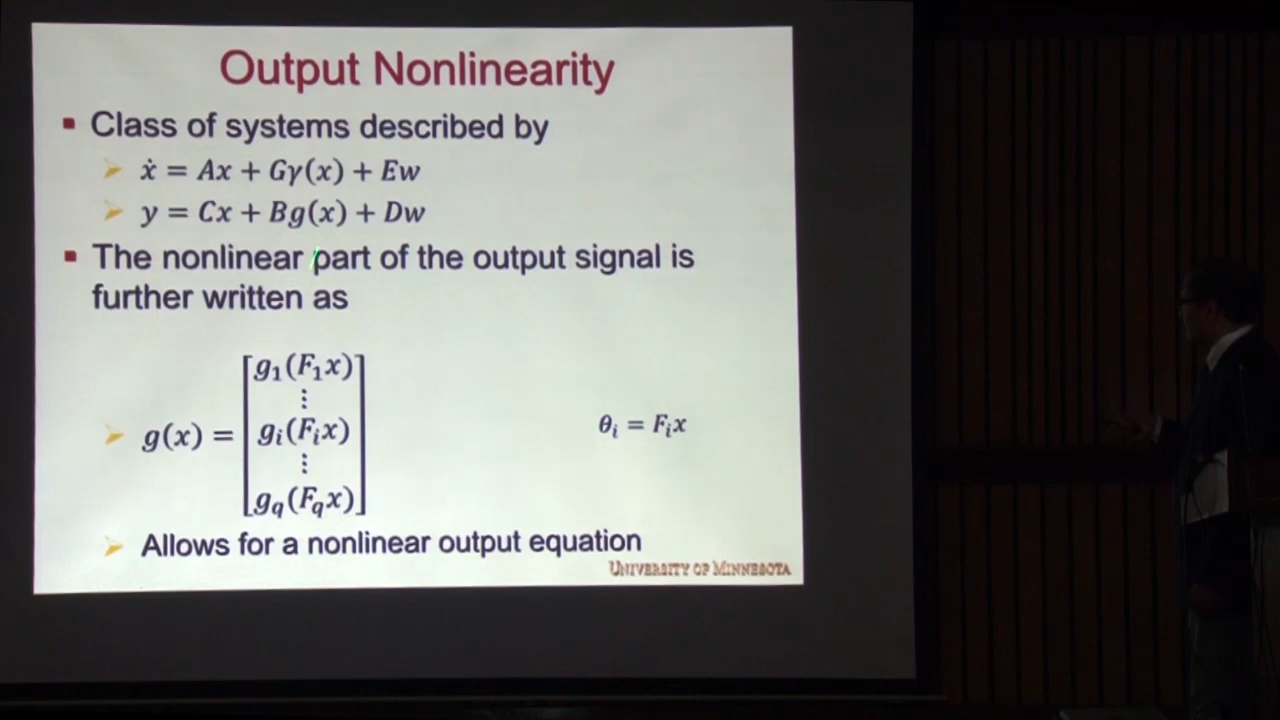 Output Nonlinearity
▪ Class of systems described by
➢ ẋ = Ax + Gγ(x) + Ew
➢ y = Cx + Bg(x) + Dw
▪ The nonlinear part of the output signal is
further written as
g₁(F₁x)
⋮
➢ g(x) = gᵢ(Fᵢx) θᵢ = Fᵢx
⋮
g_q(F_qx)
➢ Allows for a nonlinear output equation
UNIVERSITY OF MINNESOTA